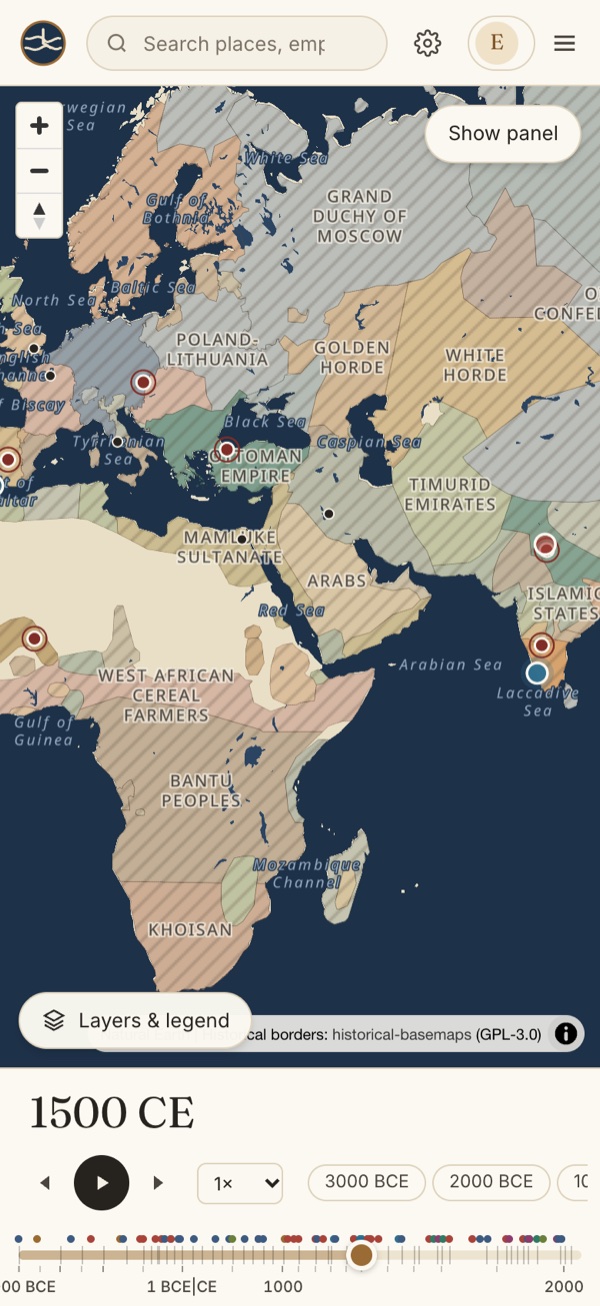 Search places, emp
E
Show panel
wegian
Sea
White Sea
Gulf of
Bothnia
GRAND
DUCHY OF
MOSCOW
Baltic Sea
North Sea
Sea
POLAND-
LITHUANIA
GOLDEN
HORDE
WHITE
HORDE
CONFE
f Biscay
Black Sea
Tyrrhenian
Sea
Caspian Sea
OTTOMAN
EMPIRE
TIMURID
EMIRATES
MAMLUKE
SULTANATE
ARABS
ISLAMIC
STATES
Red Sea
Arabian Sea
Laccadive
Sea
WEST AFRICAN
CEREAL
FARMERS
Gulf of
Guinea
BANTU
PEOPLES
Mozambique
Channel
KHOISAN
Layers & legend
cal borders: historical-basemaps (GPL-3.0)
1500 CE
1×
3000 BCE
2000 BCE
10
00 BCE
1 BCE|CE
1000
2000